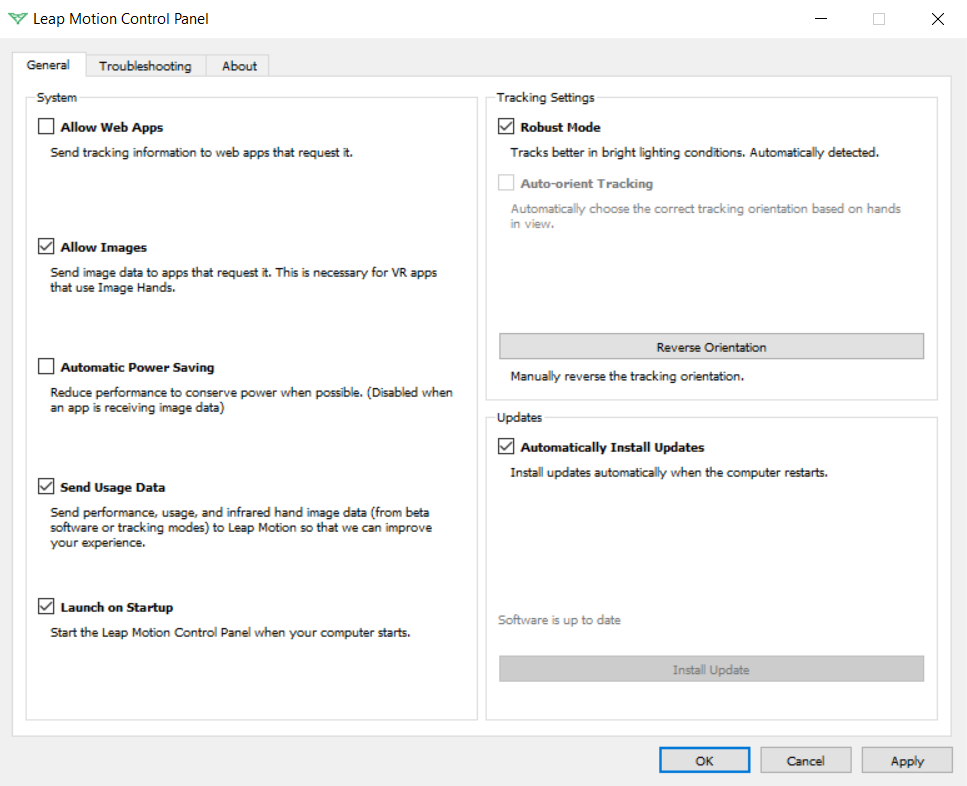 Leap Motion Control Panel
General
Troubleshooting
About
System
Allow Web Apps
Send tracking information to web apps that request it.
Allow Images
Send image data to apps that request it. This is necessary for VR apps
that use Image Hands.
Automatic Power Saving
Reduce performance to conserve power when possible. (Disabled when
an app is receiving image data)
Send Usage Data
Send performance, usage, and infrared hand image data (from beta
software or tracking modes) to Leap Motion so that we can improve
your experience.
Launch on Startup
Start the Leap Motion Control Panel when your computer starts.
Tracking Settings
Robust Mode
Tracks better in bright lighting conditions. Automatically detected.
Auto-orient Tracking
Automatically choose the correct tracking orientation based on hands
in view.
Reverse Orientation
Manually reverse the tracking orientation.
Updates
Automatically Install Updates
Install updates automatically when the computer restarts.
Software is up to date
Install Update
OK
Cancel
Apply